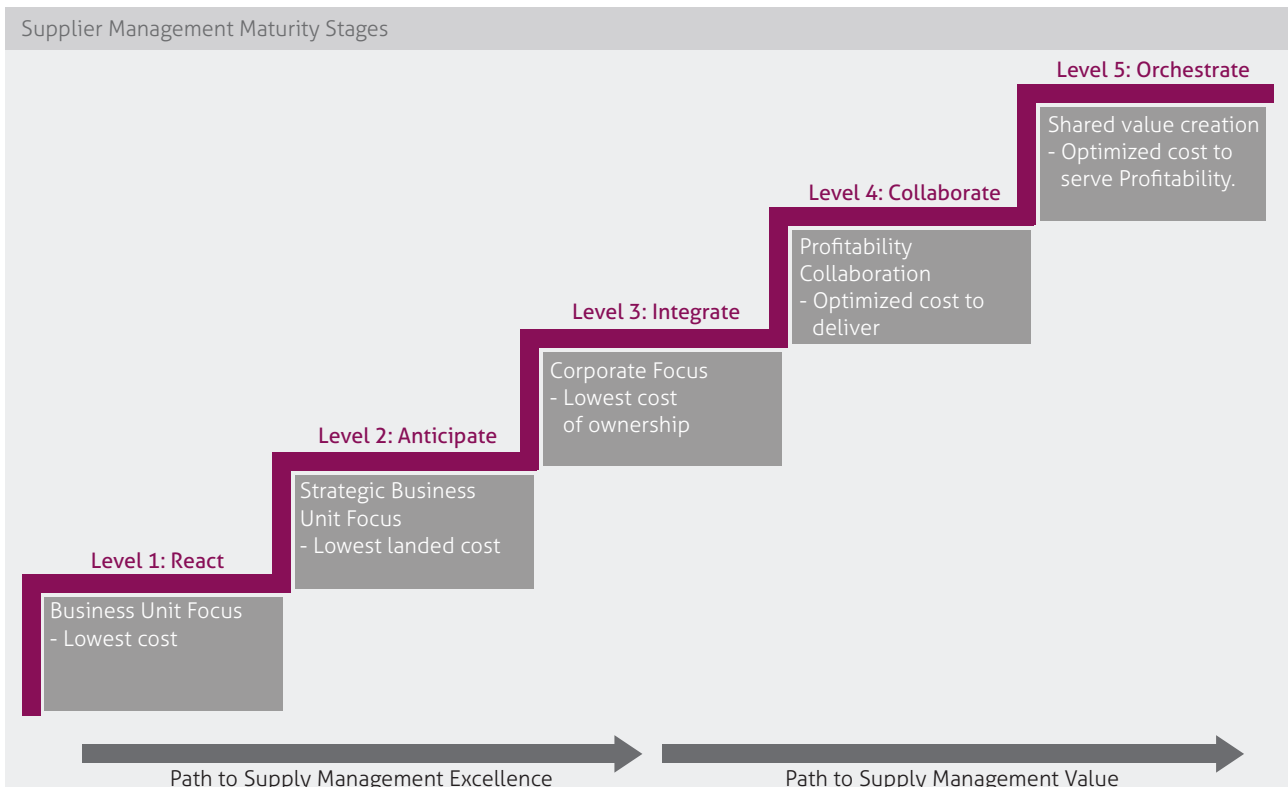 Supplier Management Maturity Stages
Level 5: Orchestrate
Shared value creation
- Optimized cost to
serve Profitability.
Level 4: Collaborate
Profitability
Collaboration
- Optimized cost to
deliver
Level 3: Integrate
Corporate Focus
- Lowest cost
of ownership
Level 2: Anticipate
Strategic Business
Unit Focus
- Lowest landed cost
Level 1: React
Business Unit Focus
- Lowest cost
Path to Supply Management Excellence
Path to Supply Management Value